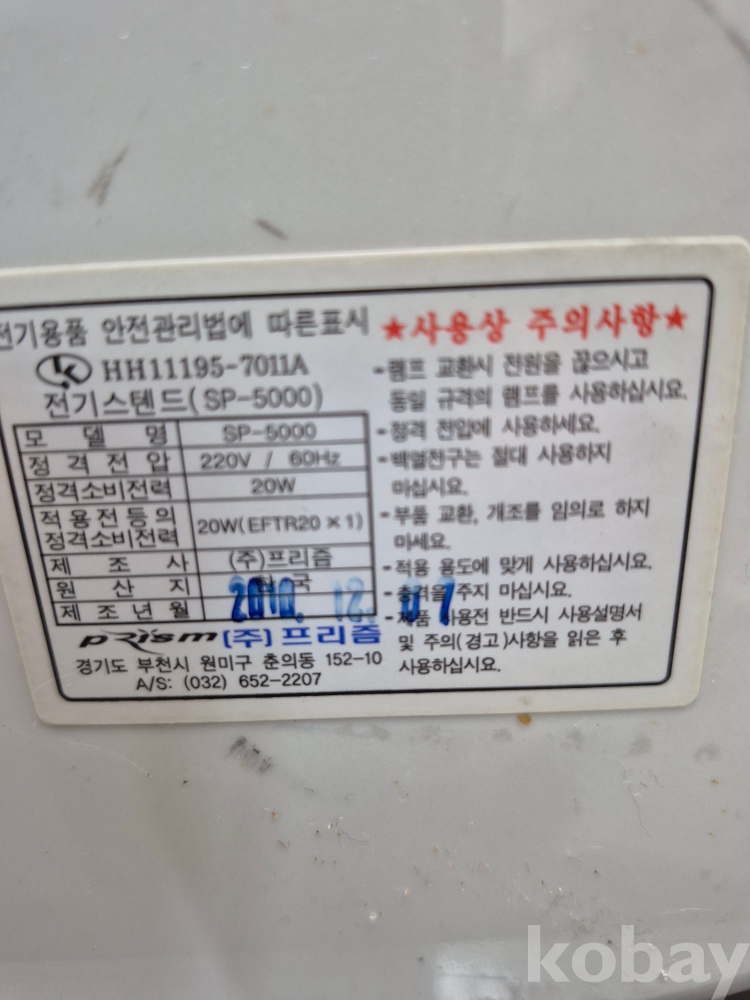 전기용품 안전관리법에 따른표시
K HH11195-7011A
전기스텐드(SP-5000)
모 델 명 SP-5000
정 격 전 압 220V / 60Hz
정격소비전력 20W
적 용 전 등 의 정격소비전력 20W(EFTR20×1)
제 조 사 (주)프리즘
원 산 지 국
제 조 년 월 2010. 12. 07
prism (주)프리즘
경기도 부천시 원미구 춘의동 152-10
A/S: (032) 652-2207
★사용상 주의사항★
-램프 교환시 전원을 끊으시고
동일 규격의 램프를 사용하십시요.
-정격 전압에 사용하세요.
-백열전구는 절대 사용하지
마십시요.
-부품 교환, 개조를 임의로 하지
마세요.
-적용 용도에 맞게 사용하십시요.
-충격을 주지 마십시요.
-제품 사용전 반드시 사용설명서
및 주의(경고)사항을 읽은 후
사용하십시요.
kobay